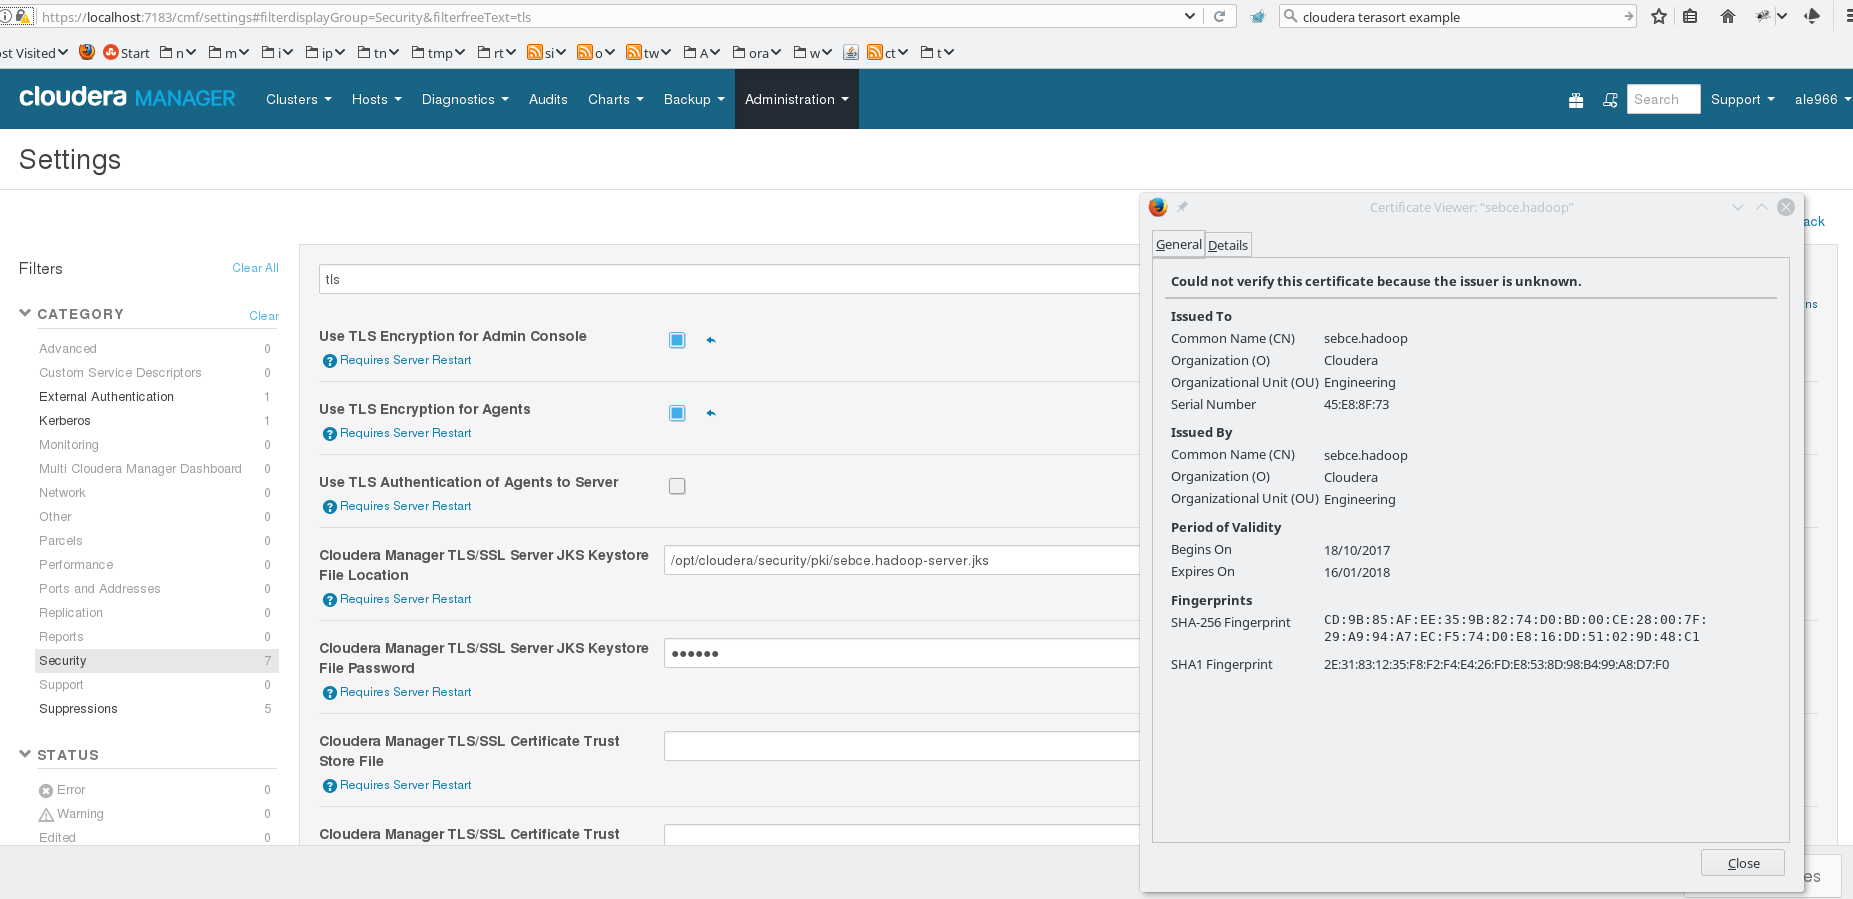 https://localhost:7183/cmf/settings#filterdisplayGroup=Security&filterfreeText=tls
cloudera terasort example
ost Visited
Start
n
m
i
ip
tn
tmp
rt
si
o
tw
A
ora
w
ct
t
cloudera MANAGER
Clusters
Hosts
Diagnostics
Audits
Charts
Backup
Administration
Search
Support
ale966
Settings
ack
Filters
Clear All
CATEGORY
Clear
Advanced 0
Custom Service Descriptors 0
External Authentication 1
Kerberos 1
Monitoring 0
Multi Cloudera Manager Dashboard 0
Network 0
Other 0
Parcels 0
Performance 0
Ports and Addresses 0
Replication 0
Reports 0
Security 7
Support 0
Suppressions 5
STATUS
Error 0
Warning 0
Edited 0
tls
ns
Use TLS Encryption for Admin Console
Requires Server Restart
Use TLS Encryption for Agents
Requires Server Restart
Use TLS Authentication of Agents to Server
Requires Server Restart
Cloudera Manager TLS/SSL Server JKS Keystore
File Location
/opt/cloudera/security/pki/sebce.hadoop-server.jks
Requires Server Restart
Cloudera Manager TLS/SSL Server JKS Keystore
File Password
●●●●●●
Requires Server Restart
Cloudera Manager TLS/SSL Certificate Trust
Store File
Requires Server Restart
Cloudera Manager TLS/SSL Certificate Trust
Certificate Viewer: “sebce.hadoop”
General
Details
Could not verify this certificate because the issuer is unknown.
Issued To
Common Name (CN) sebce.hadoop
Organization (O) Cloudera
Organizational Unit (OU) Engineering
Serial Number 45:E8:8F:73
Issued By
Common Name (CN) sebce.hadoop
Organization (O) Cloudera
Organizational Unit (OU) Engineering
Period of Validity
Begins On 18/10/2017
Expires On 16/01/2018
Fingerprints
SHA-256 Fingerprint CD:9B:85:AF:EE:35:9B:82:74:D0:BD:00:CE:28:00:7F:
29:A9:94:A7:EC:F5:74:D0:E8:16:DD:51:02:9D:48:C1
SHA1 Fingerprint 2E:31:83:12:35:F8:F2:F4:E4:26:FD:E8:53:8D:98:B4:99:A8:D7:F0
Close
es